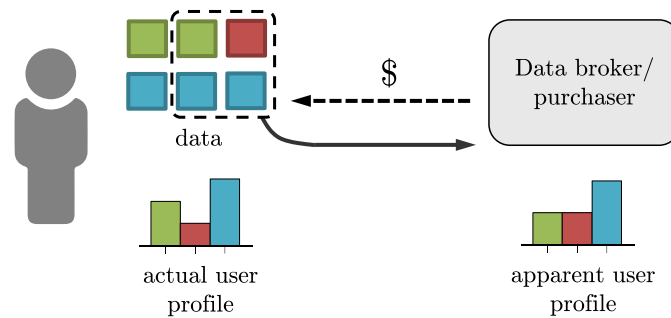 $
Data broker/
purchaser
data
actual user
profile
apparent user
profile